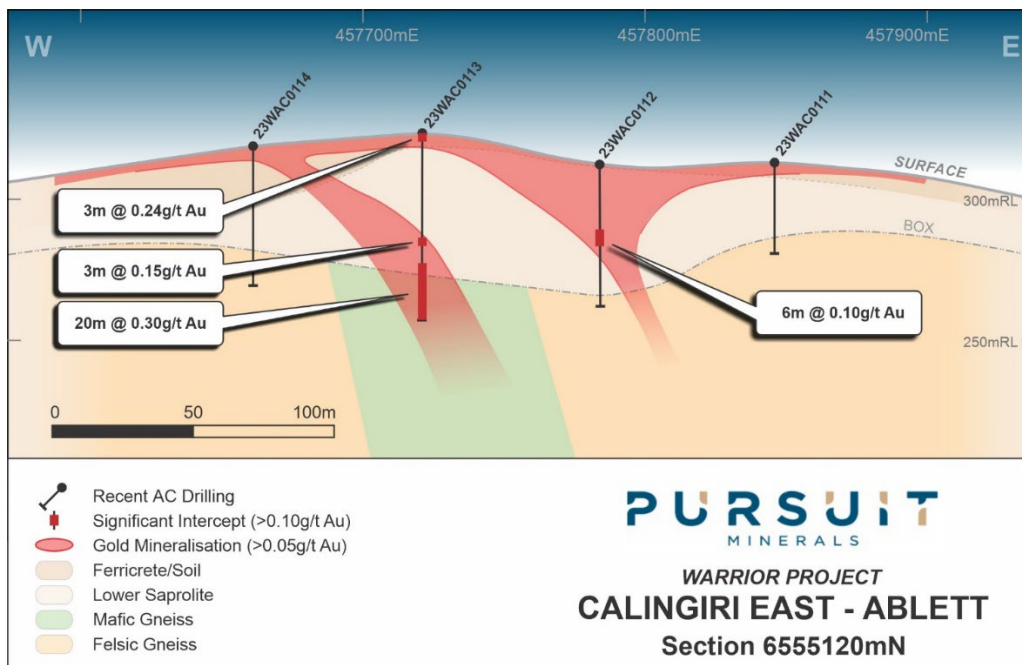 W
457700mE
457800mE
457900mE
E
23WAC0114
23WAC0113
23WAC0112
23WAC0111
SURFACE
300mRL
BOX
250mRL
3m @ 0.24g/t Au
3m @ 0.15g/t Au
20m @ 0.30g/t Au
6m @ 0.10g/t Au
0 50 100m
Recent AC Drilling
Significant Intercept (>0.10g/t Au)
Gold Mineralisation (>0.05g/t Au)
Ferricrete/Soil
Lower Saprolite
Mafic Gneiss
Felsic Gneiss
PURSUIT
MINERALS
WARRIOR PROJECT
CALINGIRI EAST - ABLETT
Section 6555120mN